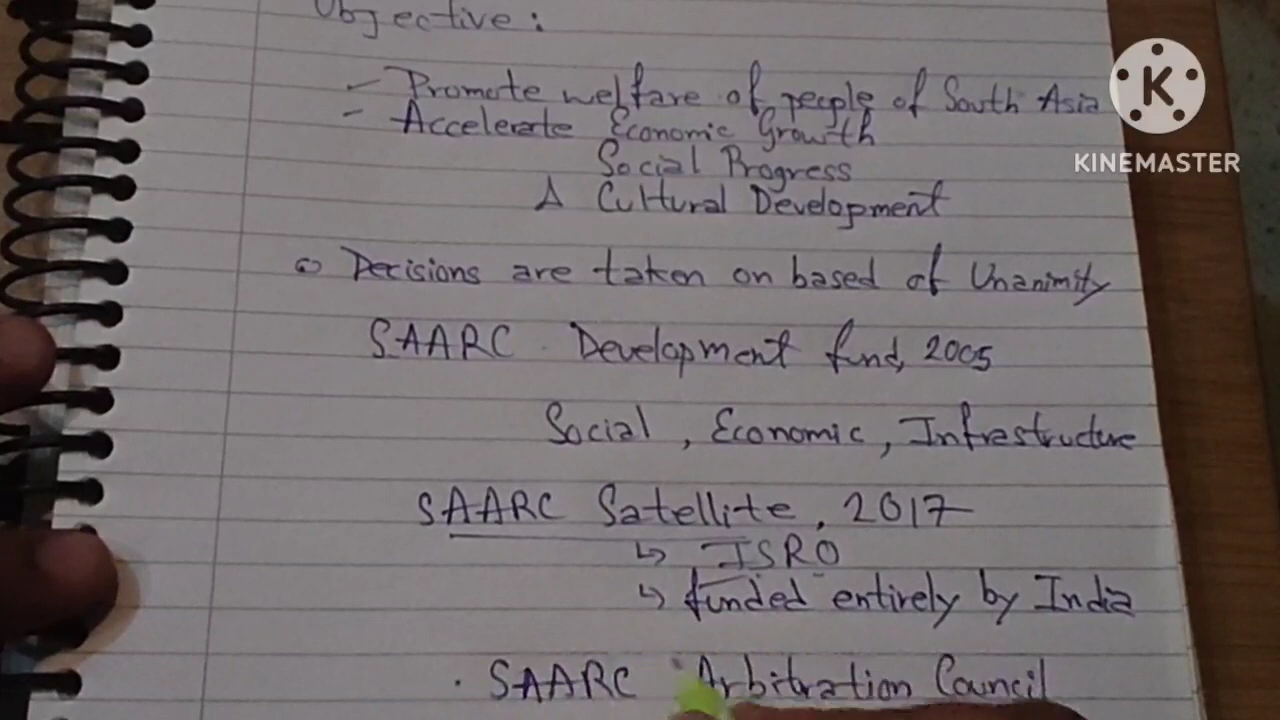 Objective :
- Promote welfare of people of South Asia
- Accelerate Economic Growth
Social Progress
& Cultural Development
Decisions are taken on based of Unanimity
SAARC Development fund, 2005
Social, Economic, Infrastructure
SAARC Satellite, 2017
↳ ISRO
↳ funded entirely by India
. SAARC Arbitration Council
K
KINEMASTER